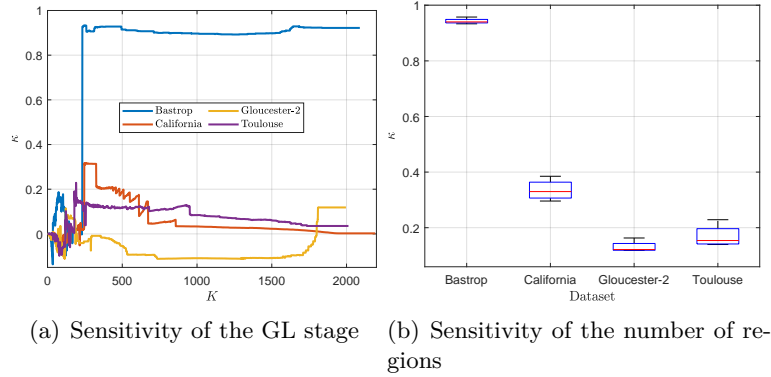 1
0.8
0.6
0.4
0.2
0
κ
Bastrop
California
Gloucester-2
Toulouse
0
500
1000
1500
2000
K
1
0.8
0.6
0.4
0.2
κ
Bastrop
California
Gloucester-2
Toulouse
Dataset
(a) Sensitivity of the GL stage
(b) Sensitivity of the number of re-
gions